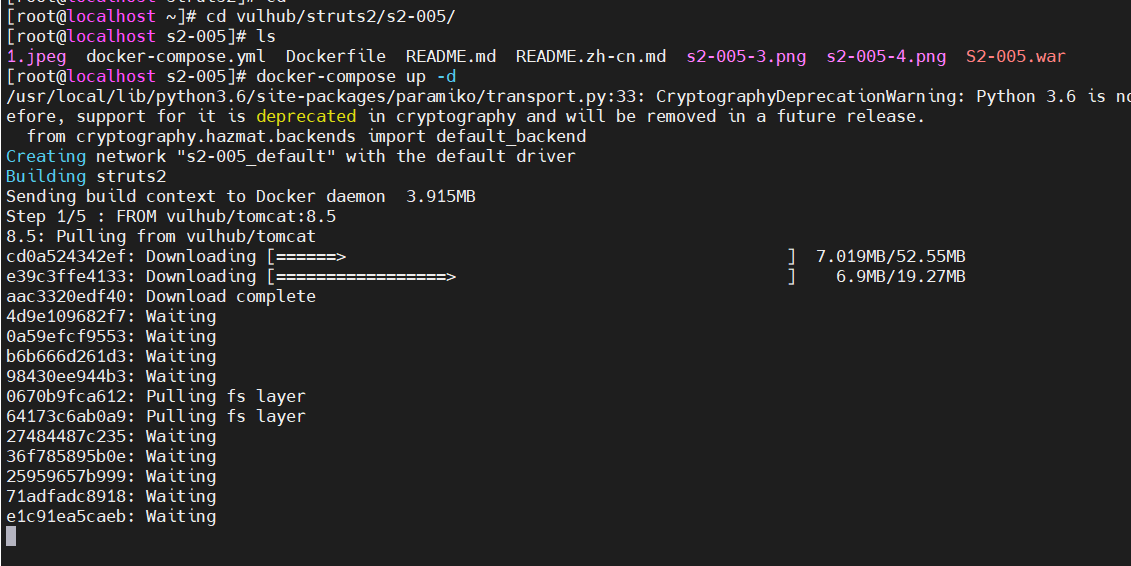 [root@localhost ~]# cd vulhub/struts2/s2-005/
[root@localhost s2-005]# ls
1.jpeg  docker-compose.yml  Dockerfile  README.md  README.zh-cn.md  s2-005-3.png  s2-005-4.png  S2-005.war
[root@localhost s2-005]# docker-compose up -d
/usr/local/lib/python3.6/site-packages/paramiko/transport.py:33: CryptographyDeprecationWarning: Python 3.6 is no
efore, support for it is deprecated in cryptography and will be removed in a future release.
  from cryptography.hazmat.backends import default_backend
Creating network "s2-005_default" with the default driver
Building struts2
Sending build context to Docker daemon  3.915MB
Step 1/5 : FROM vulhub/tomcat:8.5
8.5: Pulling from vulhub/tomcat
cd0a524342ef: Downloading [======>                                            ]  7.019MB/52.55MB
e39c3ffe4133: Downloading [=================>                                 ]    6.9MB/19.27MB
aac3320edf40: Download complete
4d9e109682f7: Waiting
0a59efcf9553: Waiting
b6b666d261d3: Waiting
98430ee944b3: Waiting
0670b9fca612: Pulling fs layer
64173c6ab0a9: Pulling fs layer
27484487c235: Waiting
36f785895b0e: Waiting
25959657b999: Waiting
71adfadc8918: Waiting
e1c91ea5caeb: Waiting